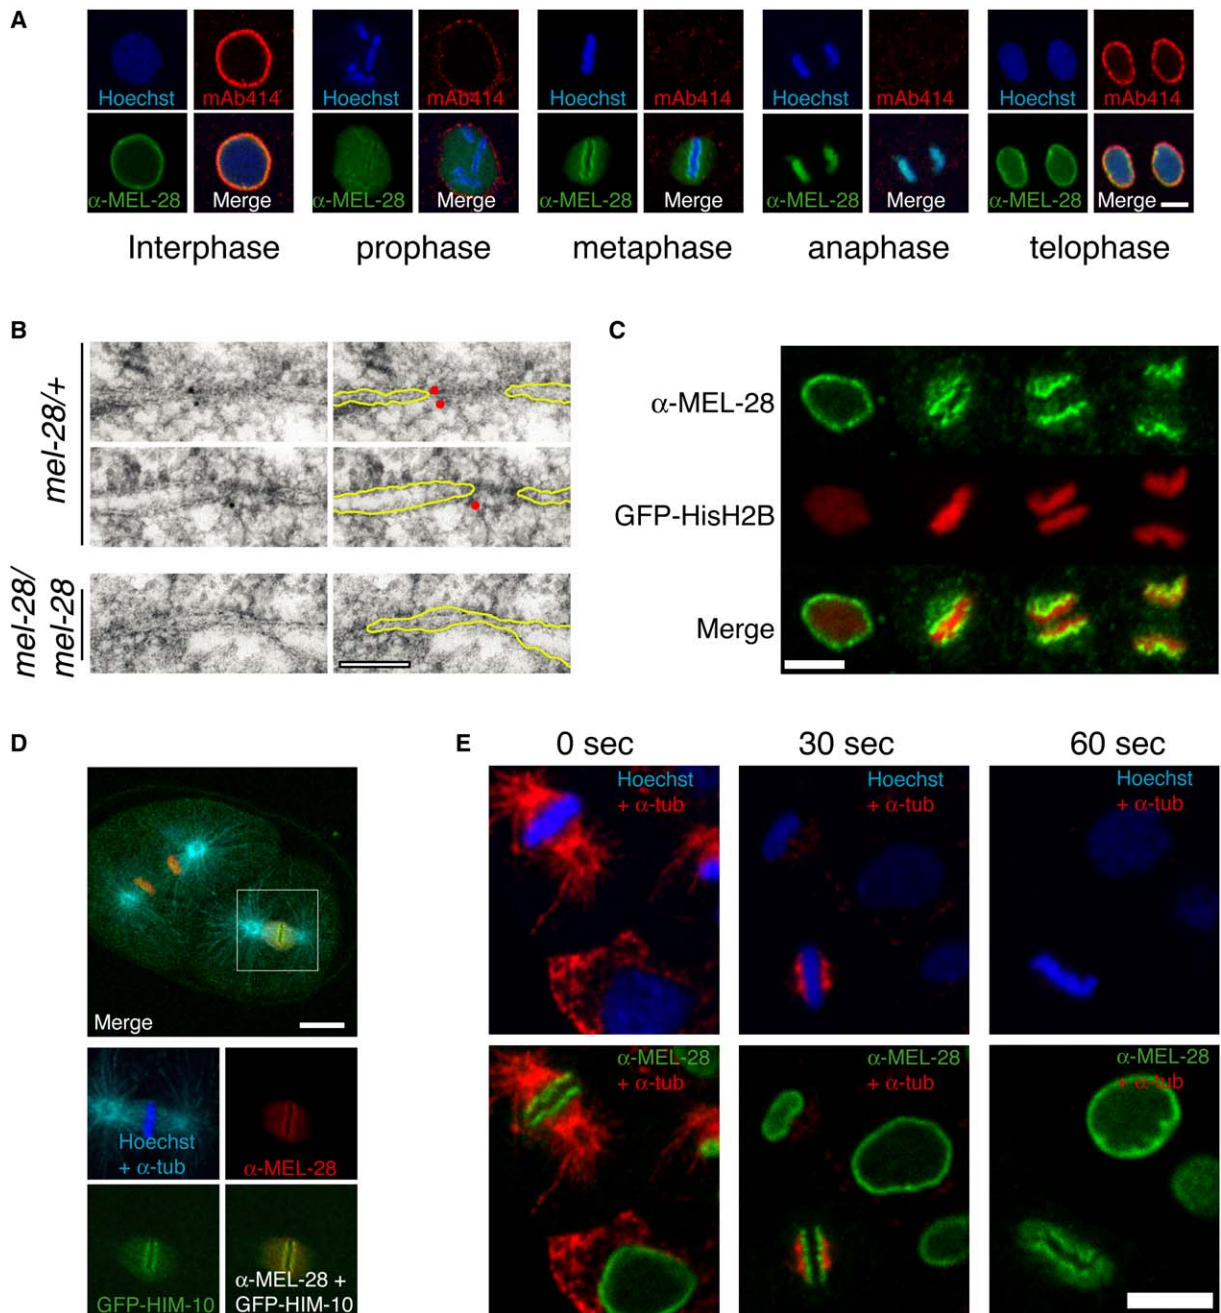 A
Hoechst
mAb414
α-MEL-28
Merge
Hoechst
mAb414
α-MEL-28
Merge
Hoechst
mAb414
α-MEL-28
Merge
Hoechst
mAb414
α-MEL-28
Merge
Hoechst
mAb414
α-MEL-28
Merge
Interphase
prophase
metaphase
anaphase
telophase
B
mel-28/+
mel-28/
mel-28
C
α-MEL-28
GFP-HisH2B
Merge
D
Merge
Hoechst
+ α-tub
α-MEL-28
GFP-HIM-10
α-MEL-28 +
GFP-HIM-10
E
0 sec
30 sec
60 sec
Hoechst
+ α-tub
Hoechst
+ α-tub
Hoechst
+ α-tub
α-MEL-28
+ α-tub
α-MEL-28
+ α-tub
α-MEL-28
+ α-tub